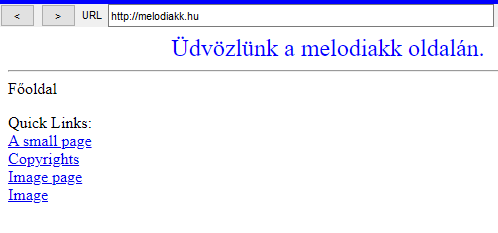 < > URL http://melodiakk.hu
Üdvözlünk a melodiakk oldalán.
Főoldal
Quick Links:
A small page
Copyrights
Image page
Image